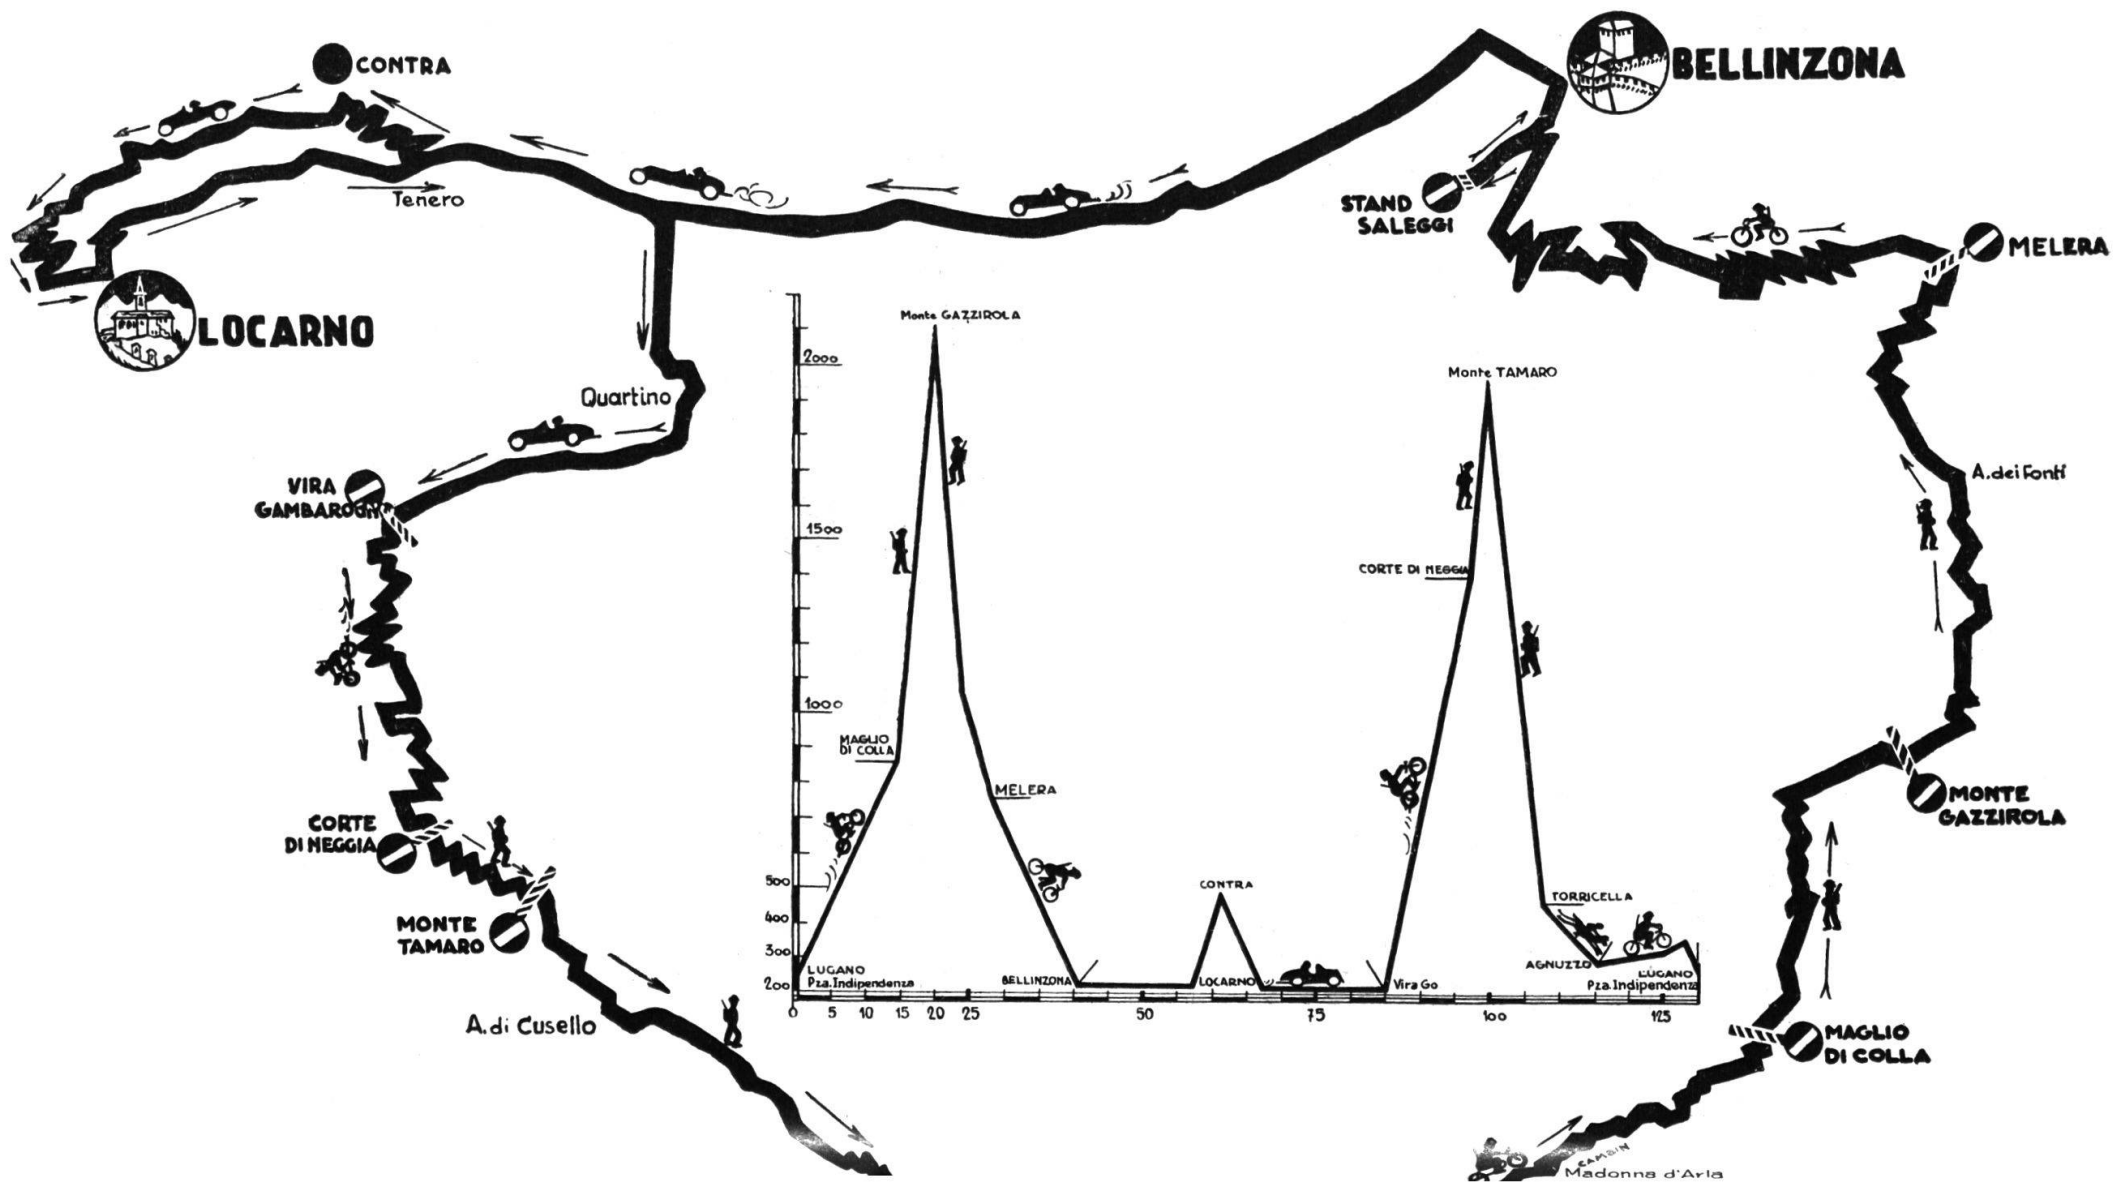 CONTRA
BELLINZONA
STAND
SALEGGI
Tenero
MELERA
LOCARNO
Quartino
VIRA
GAMBAROGN
A. dei Fonti
CORTE
DI NEGGIA
MONTE
TAMARO
MONTE
GAZZIROLA
A. di Cusello
MAGLIO
DI COLLA
CAMBIN
Madonna d'Arla
Monte GAZZIROLA
Monte TAMARO
2000
1500
CORTE DI NEGGIA
1000
MAGLIO
DI COLLA
MELERA
500
CONTRA
TORRICELLA
400
300
AGNUZZO
LUGANO
Pza. Indipendenza
BELLINZONA
LOCARNO
Vira Go
LUGANO
Pza. Indipendenza
200
0 5 10 15 20 25 50 75 100 125